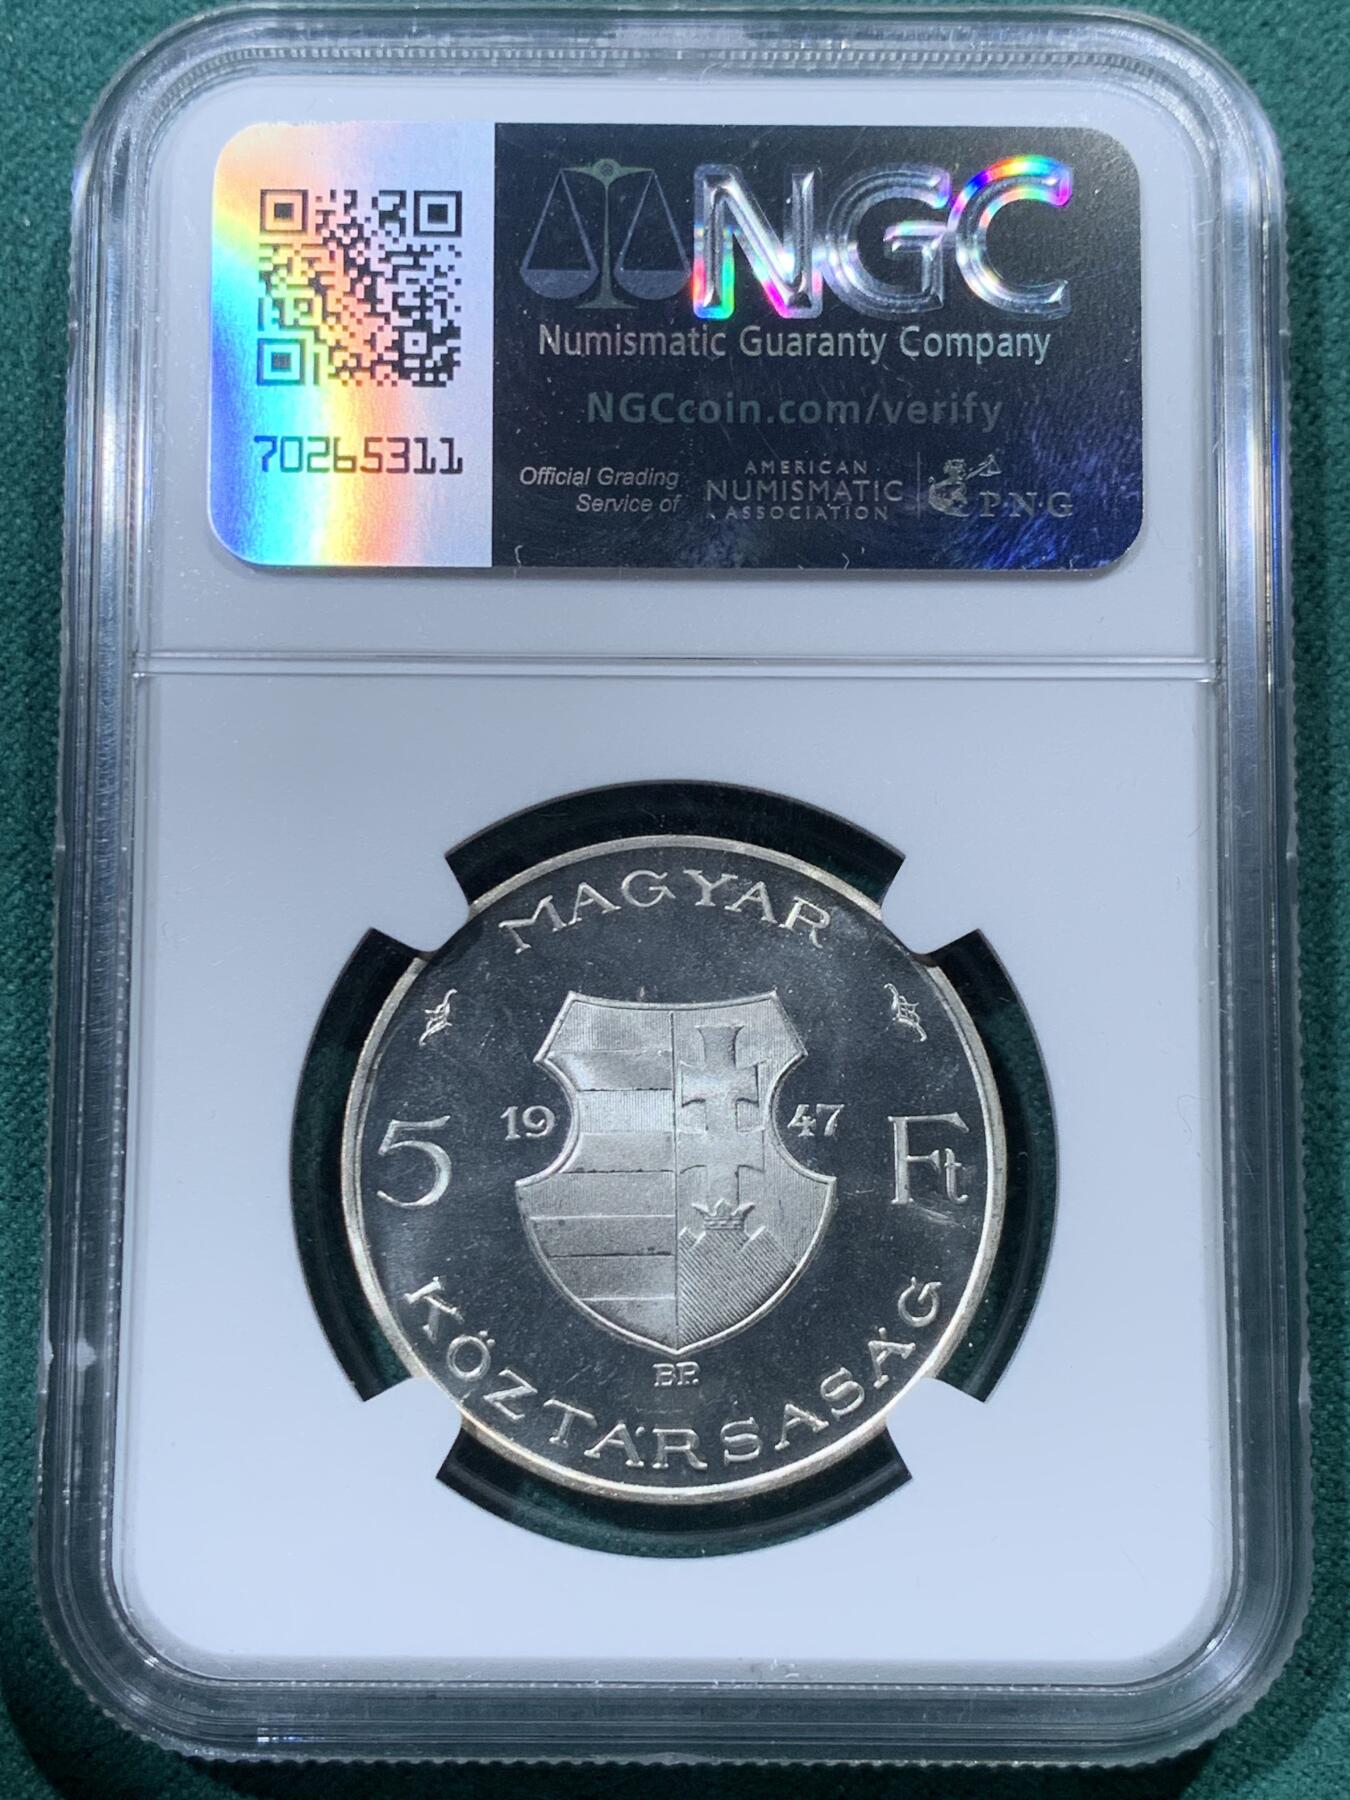 NGC
Numismatic Guaranty Company
NGCcoin.com/verify
70265311
Official Grading
Service of
AMERICAN
NUMISMATIC
ASSOCIATION
P·N·G
MAGYAR
5
19
47
Ft
BP.
KÖZTÁRSASÁG